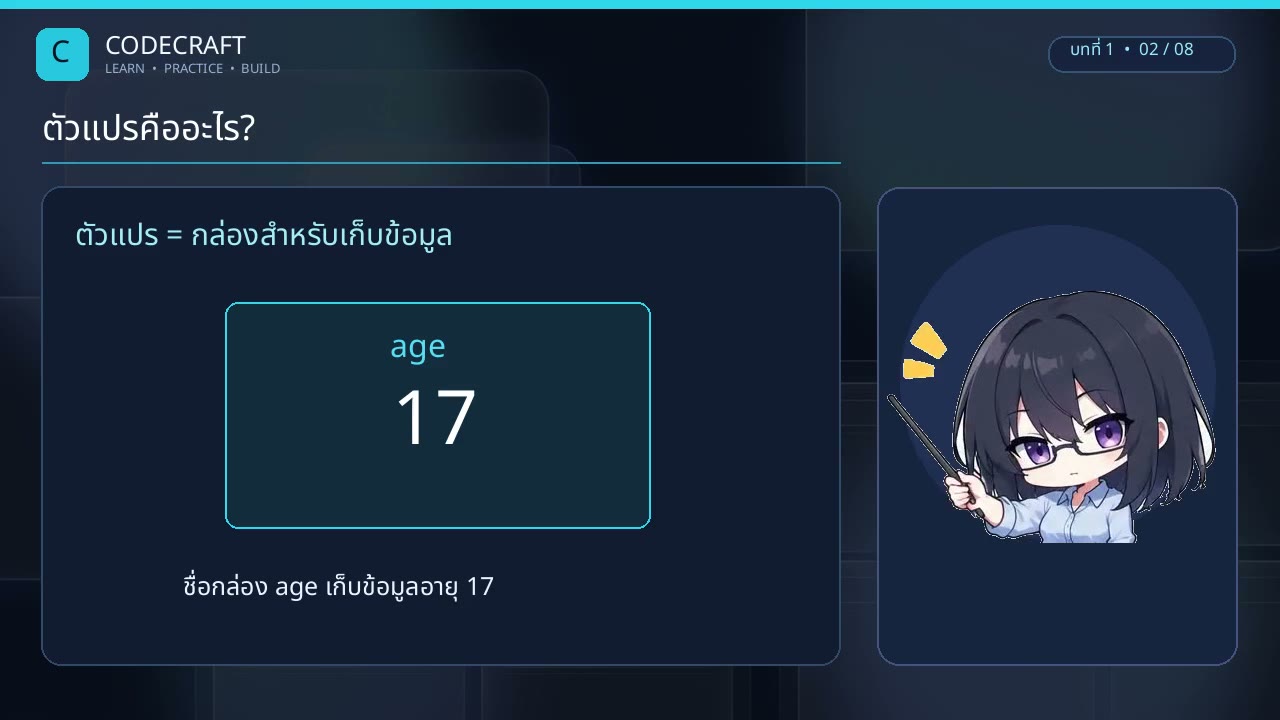 C
CODECRAFT
LEARN • PRACTICE • BUILD
บทที่ 1 • 02 / 08
ตัวแปรคืออะไร?
ตัวแปร = กล่องสำหรับเก็บข้อมูล
age
17
ชื่อกล่อง age เก็บข้อมูลอายุ 17